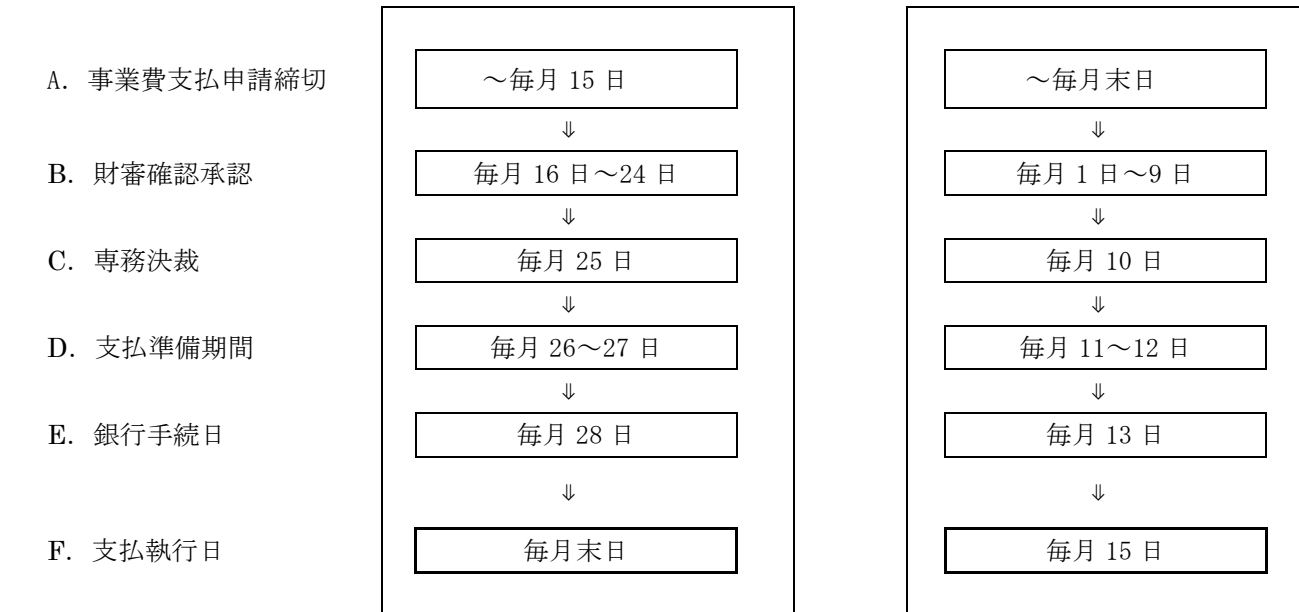 A. 事業費支払申請締切 ～毎月 15 日 ～毎月末日
⇓ ⇓
B. 財審確認承認 毎月 16 日～24 日 毎月 1 日～9 日
⇓ ⇓
C. 専務決裁 毎月 25 日 毎月 10 日
⇓ ⇓
D. 支払準備期間 毎月 26～27 日 毎月 11～12 日
⇓ ⇓
E. 銀行手続日 毎月 28 日 毎月 13 日
⇓ ⇓
F. 支払執行日 毎月末日 毎月 15 日